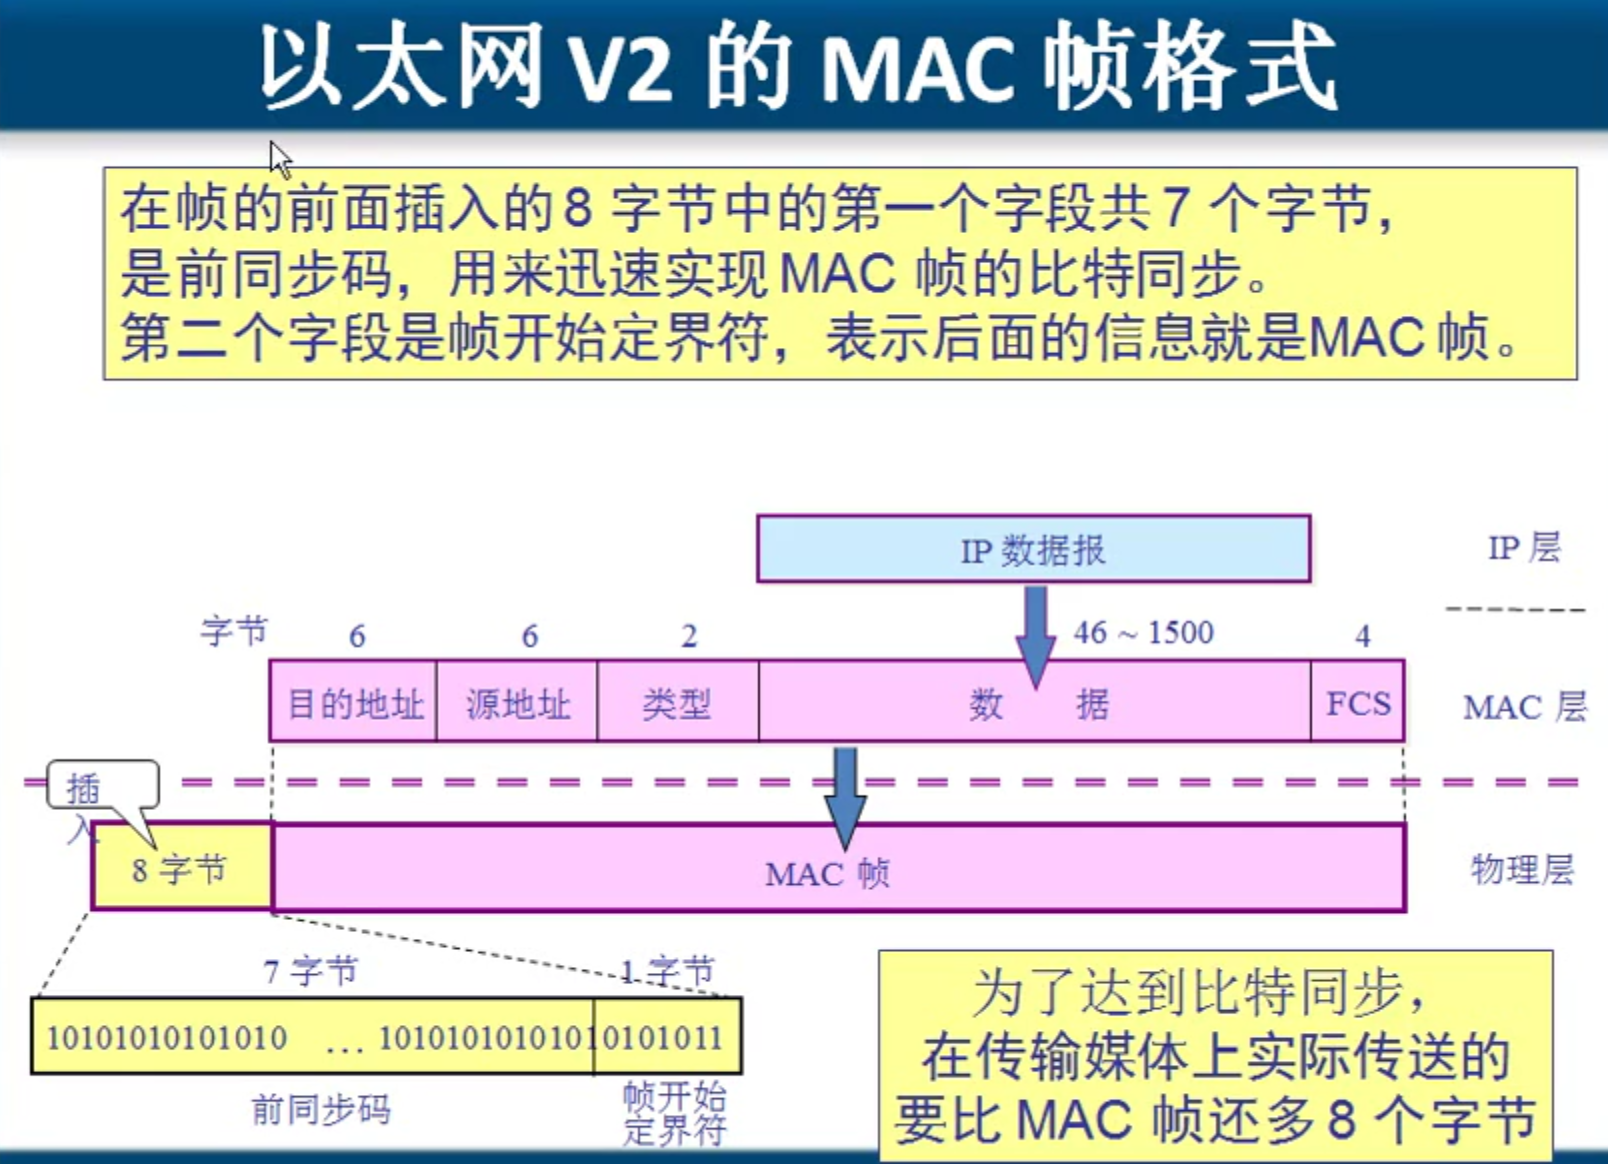 以太网 V2 的 MAC 帧格式
在帧的前面插入的 8 字节中的第一个字段共 7 个字节，
是前同步码，用来迅速实现 MAC 帧的比特同步。
第二个字段是帧开始定界符，表示后面的信息就是MAC 帧。
IP 数据报
IP 层
字节 6 6 2 46 ~ 1500 4
目的地址 源地址 类型 数 据 FCS
MAC 层
插
入
8 字节
MAC 帧
物理层
7 字节 1 字节
10101010101010 … 10101010101010101011
前同步码
帧开始
定界符
为了达到比特同步，
在传输媒体上实际传送的
要比 MAC 帧还多 8 个字节